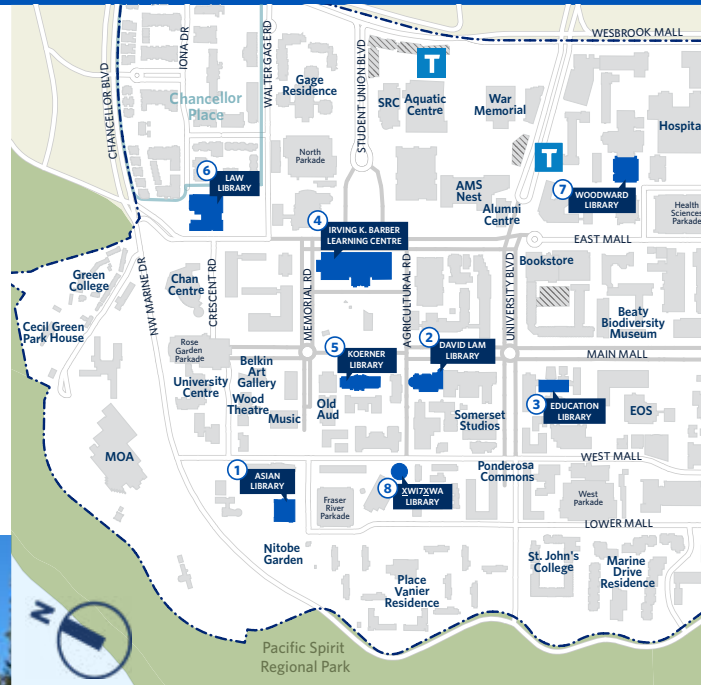 WESBROOK MALL
IONA DR
WALTER GAGE RD
STUDENT UNION BLVD
CHANCELLOR BLVD
T
Gage
Residence
SRC
Aquatic
Centre
War
Memorial
Chancellor
Place
Hospita
North
Parkade
T
6
LAW
LIBRARY
7
WOODWARD
LIBRARY
AMS
Nest
Alumni
Centre
Health
Sciences
Parkade
4
IRVING K. BARBER
LEARNING CENTRE
EAST MALL
Green
College
Chan
Centre
CRESCENT RD
NW MARINE DR
MEMORIAL RD
AGRICULTURAL RD
UNIVERSITY BLVD
Bookstore
Cecil Green
Park House
Beaty
Biodiversity
Museum
Rose
Garden
Parkade
5
KOERNER
LIBRARY
2
DAVID LAM
LIBRARY
MAIN MALL
Belkin
Art
Gallery
University
Centre
Wood
Theatre
Music
Old
Aud
Somerset
Studios
3
EDUCATION
LIBRARY
EOS
MOA
WEST MALL
1
ASIAN
LIBRARY
Ponderosa
Commons
8
X̱WI7X̱WA
LIBRARY
Fraser
River
Parkade
West
Parkade
LOWER MALL
Nitobe
Garden
St. John's
College
Marine
Drive
Residence
Place
Vanier
Residence
N
Pacific Spirit
Regional Park